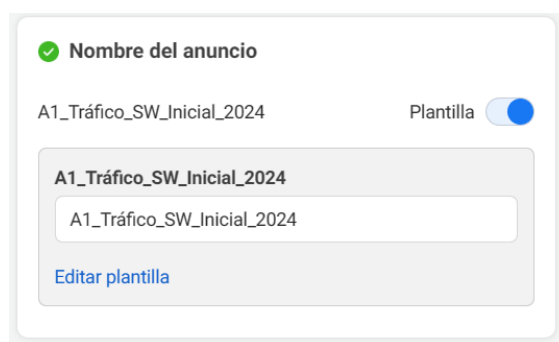 Nombre del anuncio
A1_Tráfico_SW_Inicial_2024 Plantilla
A1_Tráfico_SW_Inicial_2024
A1_Tráfico_SW_Inicial_2024
Editar plantilla